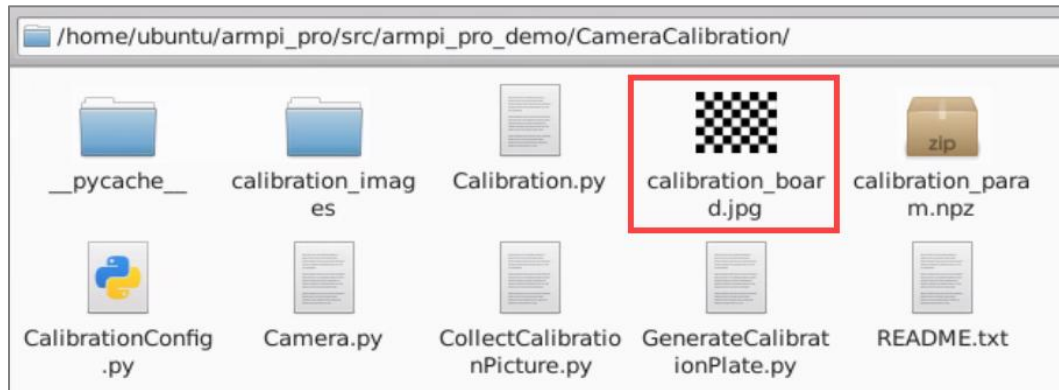 /home/ubuntu/armpi_pro/src/armpi_pro_demo/CameraCalibration/
__pycache__
calibration_imag
es
Calibration.py
calibration_boar
d.jpg
zip
calibration_para
m.npz
CalibrationConfig
.py
Camera.py
CollectCalibratio
nPicture.py
GenerateCalibrat
ionPlate.py
README.txt